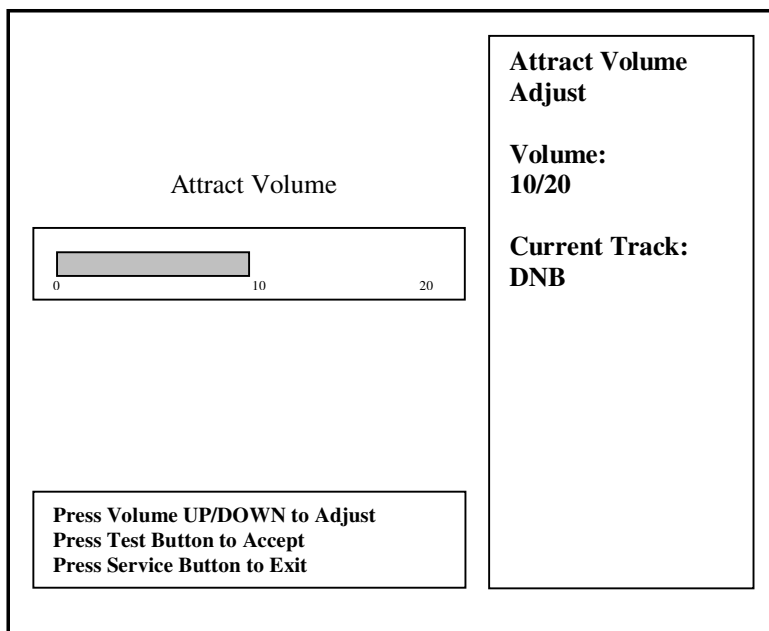 Attract Volume
0 10 20
Press Volume UP/DOWN to Adjust
Press Test Button to Accept
Press Service Button to Exit
Attract Volume
Adjust
Volume:
10/20
Current Track:
DNB